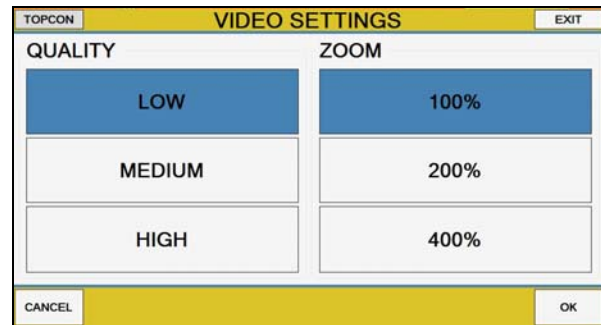 TOPCON VIDEO SETTINGS EXIT
QUALITY ZOOM
LOW 100%
MEDIUM 200%
HIGH 400%
CANCEL OK